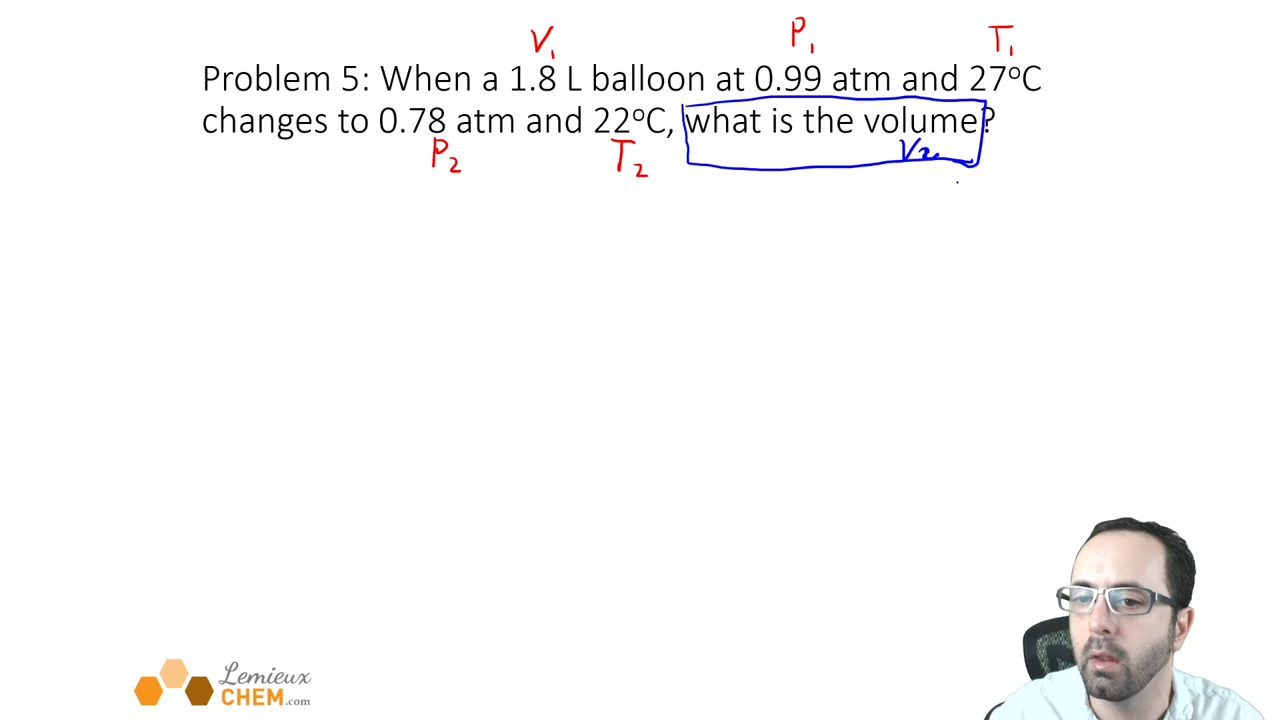 V₁ P₁ T₁
Problem 5: When a 1.8 L balloon at 0.99 atm and 27°C
changes to 0.78 atm and 22°C, what is the volume?
P₂ T₂ V₂
Lemieux
CHEM.com